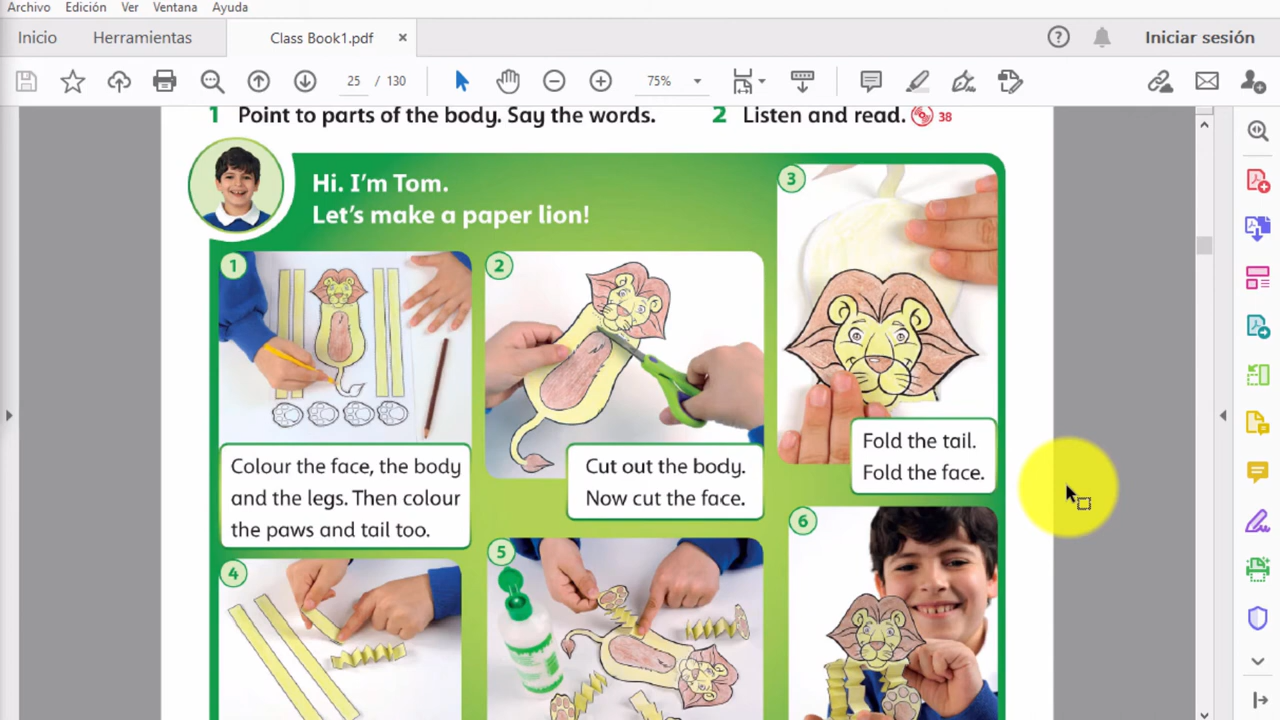 Archivo Edición Ver Ventana Ayuda
Inicio Herramientas Class Book1.pdf × Iniciar sesión
25 / 130 75%
1 Point to parts of the body. Say the words. 2 Listen and read. 38
Hi. I'm Tom.
Let's make a paper lion!
1
Colour the face, the body
and the legs. Then colour
the paws and tail too.
2
Cut out the body.
Now cut the face.
3
Fold the tail.
Fold the face.
4
5
6